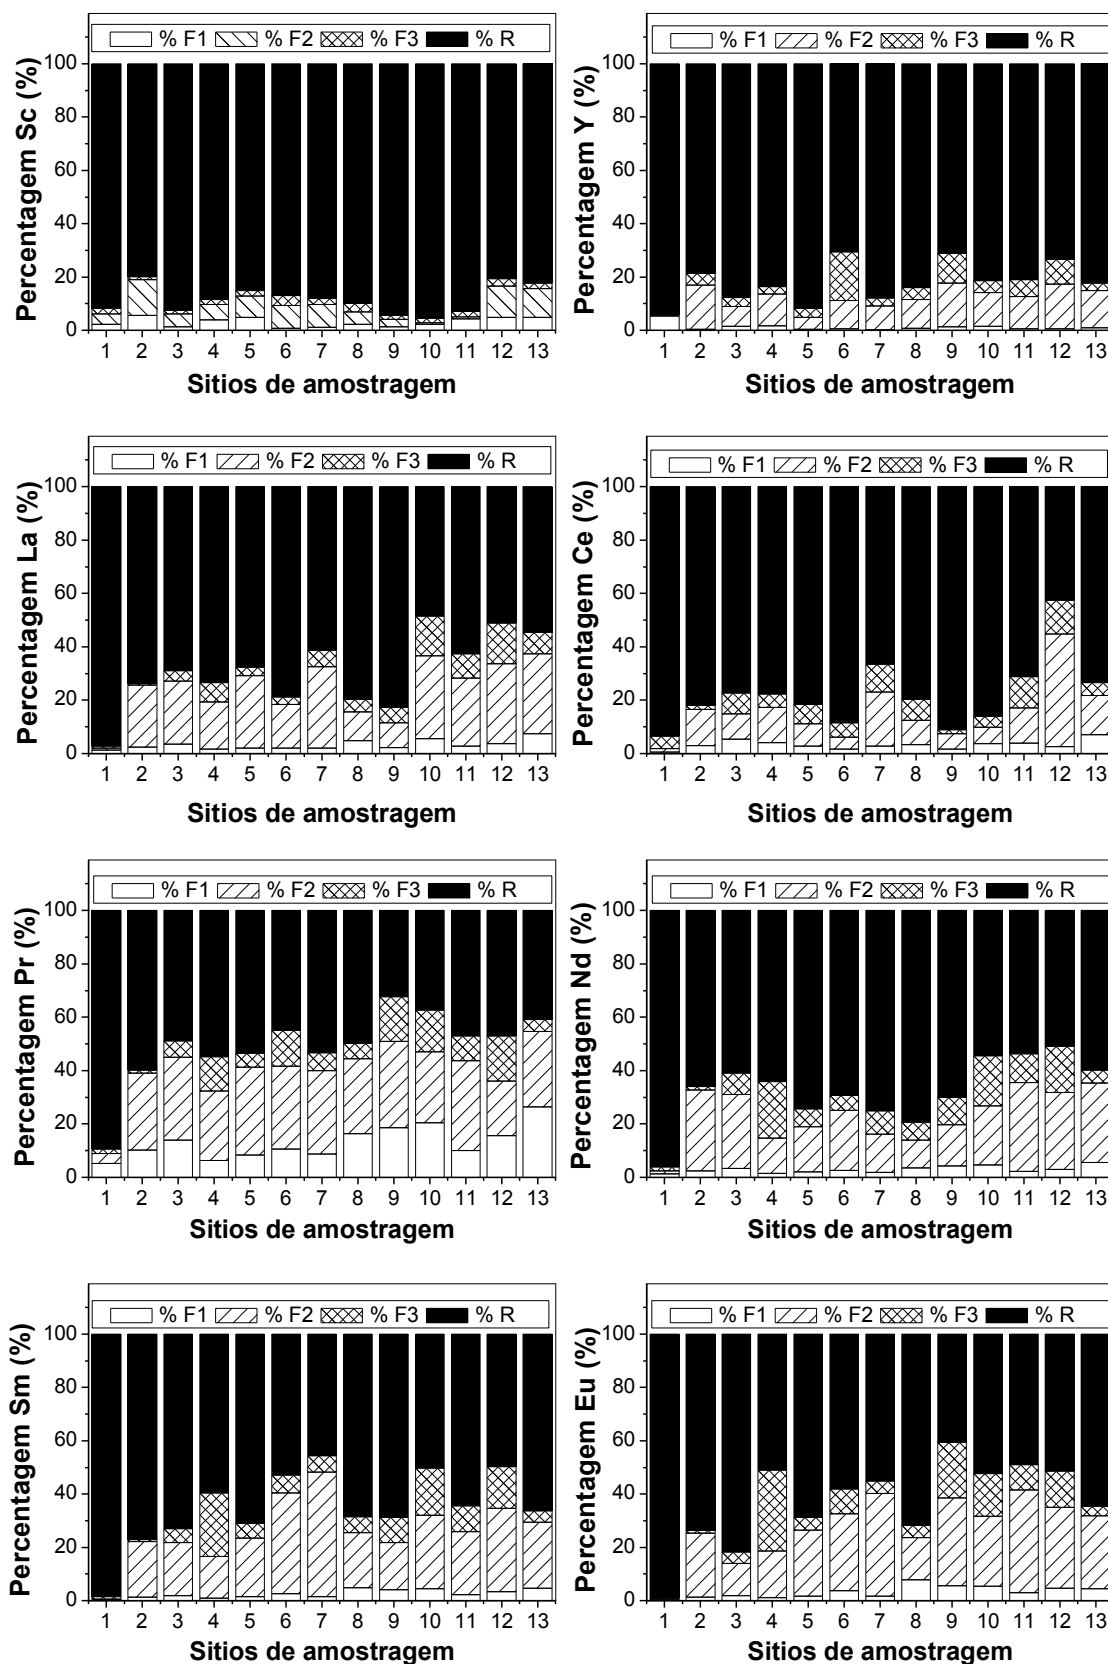 % F1 % F2 % F3 % R
100
80
60
40
20
0
Percentagem Sc (%)
1 2 3 4 5 6 7 8 9 10 11 12 13
Sitios de amostragem
% F1 % F2 % F3 % R
100
80
60
40
20
0
Percentagem Y (%)
1 2 3 4 5 6 7 8 9 10 11 12 13
Sitios de amostragem
% F1 % F2 % F3 % R
100
80
60
40
20
0
Percentagem La (%)
1 2 3 4 5 6 7 8 9 10 11 12 13
Sitios de amostragem
% F1 % F2 % F3 % R
100
80
60
40
20
0
Percentagem Ce (%)
1 2 3 4 5 6 7 8 9 10 11 12 13
Sitios de amostragem
% F1 % F2 % F3 % R
100
80
60
40
20
0
Percentagem Pr (%)
1 2 3 4 5 6 7 8 9 10 11 12 13
Sitios de amostragem
% F1 % F2 % F3 % R
100
80
60
40
20
0
Percentagem Nd (%)
1 2 3 4 5 6 7 8 9 10 11 12 13
Sitios de amostragem
% F1 % F2 % F3 % R
100
80
60
40
20
0
Percentagem Sm (%)
1 2 3 4 5 6 7 8 9 10 11 12 13
Sitios de amostragem
% F1 % F2 % F3 % R
100
80
60
40
20
0
Percentagem Eu (%)
1 2 3 4 5 6 7 8 9 10 11 12 13
Sitios de amostragem